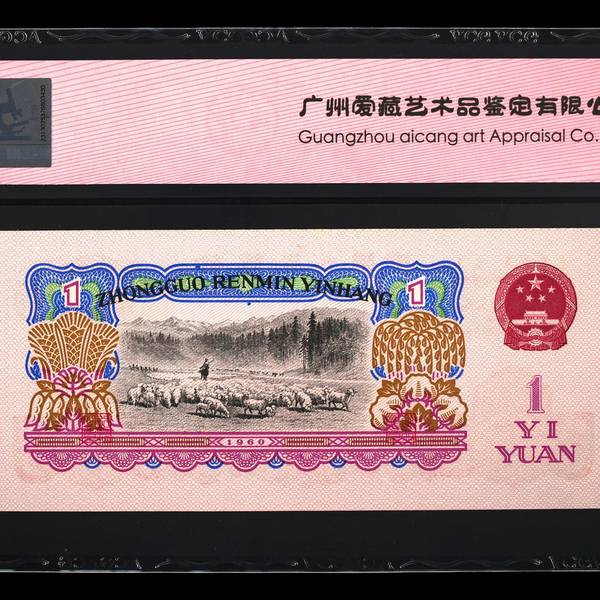 广州爱藏艺术品鉴定有限
Guangzhou aicang art Appraisal Co.
1 ZHONGGUO RENMIN YINHANG 1
1960
1
YI
YUAN